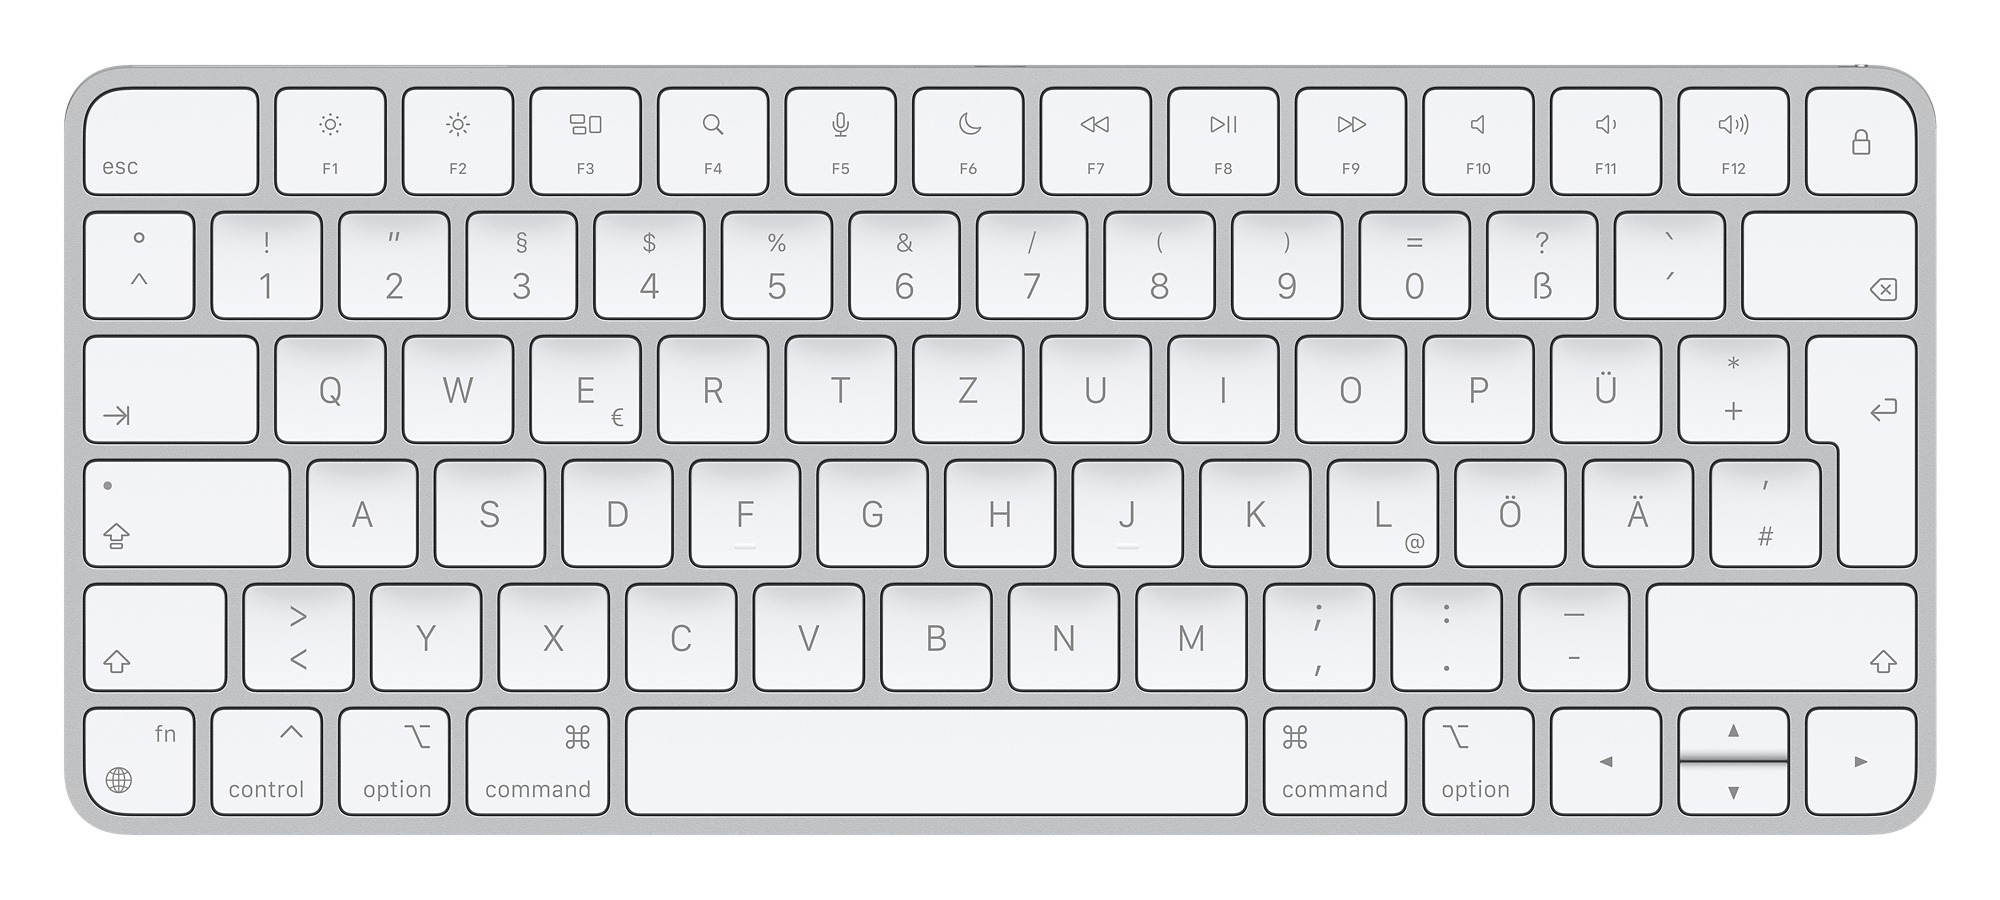 esc F1 F2 F3 F4 F5 F6 F7 F8 F9 F10 F11 F12
° ! " § $ % & / ( ) = ? `
^ 1 2 3 4 5 6 7 8 9 0 ß ´
Q W E € R T Z U I O P Ü * +
A S D F G H J K L @ Ö Ä ' #
> < Y X C V B N M ; , : . _ -
fn control option command command option